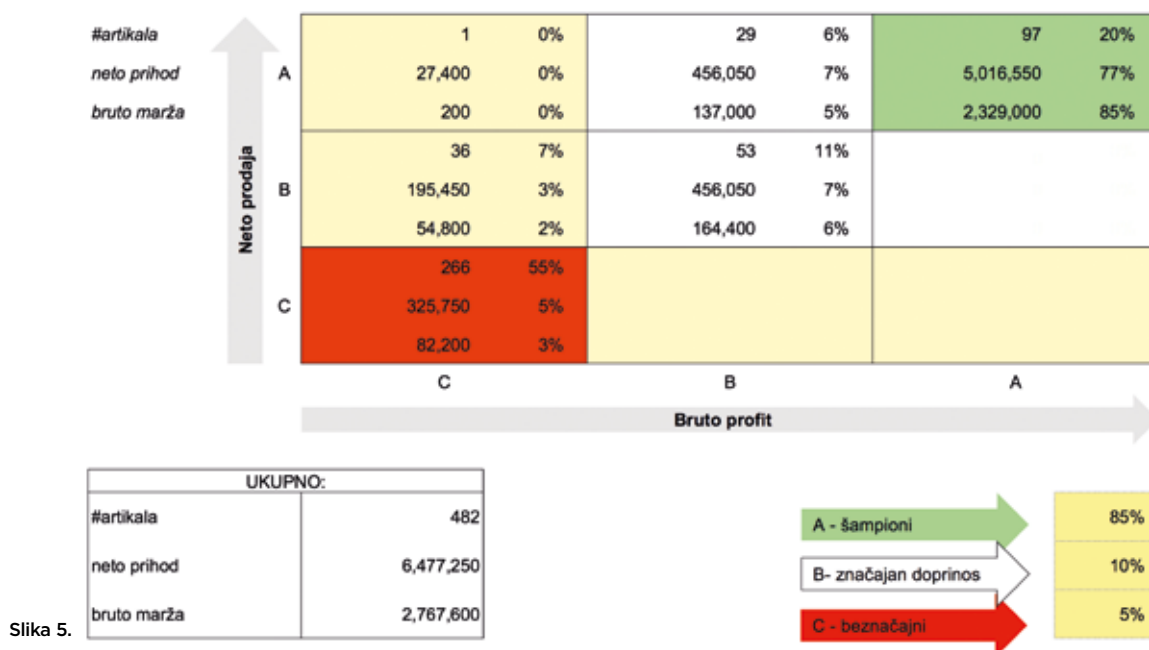 #artikala 1 0% 29 6% 97 20%
neto prihod A 27,400 0% 456,050 7% 5,016,550 77%
bruto marža 200 0% 137,000 5% 2,329,000 85%
Neto prodaja
36 7% 53 11%
B 195,450 3% 456,050 7%
54,800 2% 164,400 6%
266 55%
C 325,750 5%
82,200 3%
C B A
Bruto profit
UKUPNO:
#artikala 482
neto prihod 6,477,250
bruto marža 2,767,600
A - šampioni 85%
B- značajan doprinos 10%
C - beznačajni 5%
Slika 5.